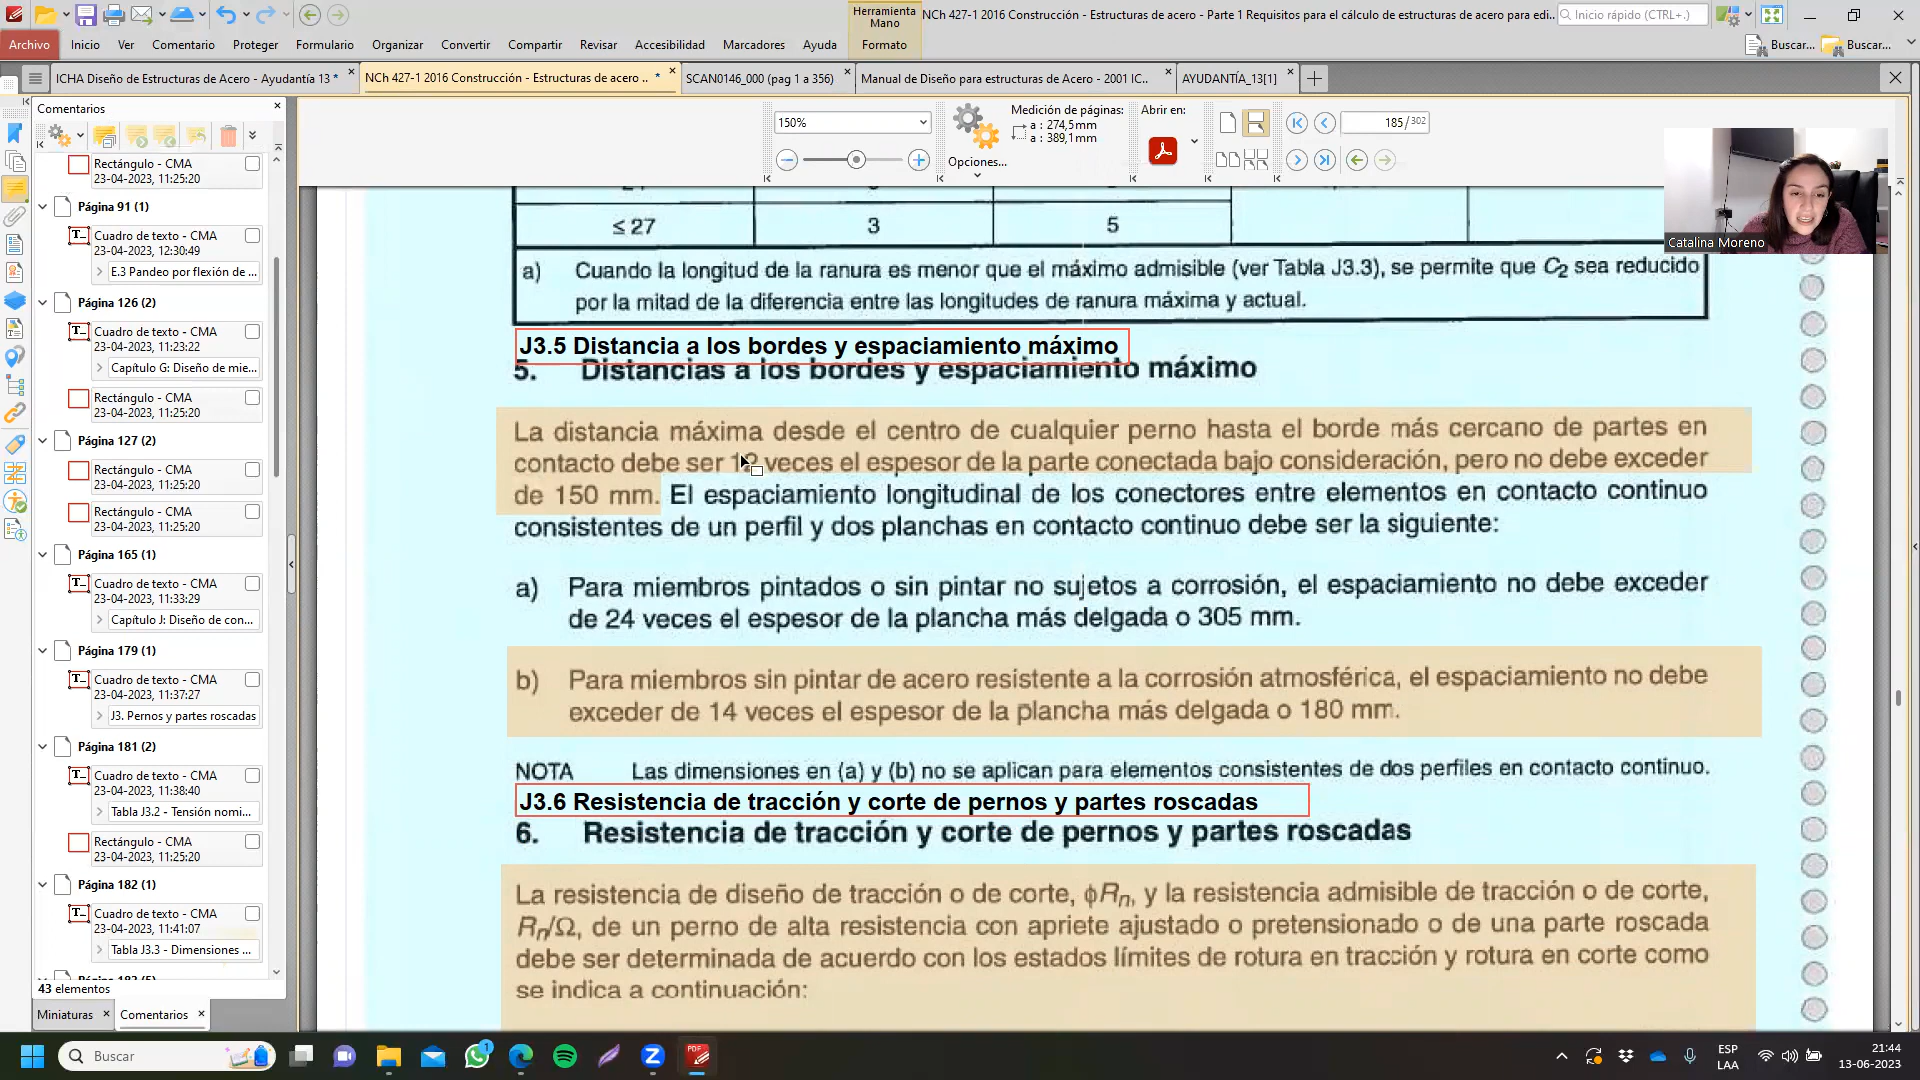 Herramienta
Mano
NCh 427-1 2016 Construcción - Estructuras de acero - Parte 1 Requisitos para el cálculo de estructuras de acero para edi...
Inicio rápido (CTRL+.)
Archivo
Inicio
Ver
Comentario
Proteger
Formulario
Organizar
Convertir
Compartir
Revisar
Accesibilidad
Marcadores
Ayuda
Formato
Buscar...
Buscar...
ICHA Diseño de Estructuras de Acero - Ayudantía 13 *
NCh 427-1 2016 Construcción - Estructuras de acero .. *
SCAN0146_000 (pag 1 a 356)
Manual de Diseño para estructuras de Acero - 2001 IC..
AYUDANTÍA_13[1]
Comentarios
Rectángulo - CMA
23-04-2023, 11:25:20
Página 91 (1)
Cuadro de texto - CMA
23-04-2023, 12:30:49
E.3 Pandeo por flexión de ...
Página 126 (2)
Cuadro de texto - CMA
23-04-2023, 11:23:22
Capítulo G: Diseño de mie...
Rectángulo - CMA
23-04-2023, 11:25:20
Página 127 (2)
Rectángulo - CMA
23-04-2023, 11:25:20
Rectángulo - CMA
23-04-2023, 11:25:20
Página 165 (1)
Cuadro de texto - CMA
23-04-2023, 11:33:29
Capítulo J: Diseño de con...
Página 179 (1)
Cuadro de texto - CMA
23-04-2023, 11:37:27
J3. Pernos y partes roscadas
Página 181 (2)
Cuadro de texto - CMA
23-04-2023, 11:38:40
Tabla J3.2 - Tensión nomi...
Rectángulo - CMA
23-04-2023, 11:25:20
Página 182 (1)
Cuadro de texto - CMA
23-04-2023, 11:41:07
Tabla J3.3 - Dimensiones ...
43 elementos
Miniaturas
Comentarios
150%
Opciones...
Medición de páginas:
a : 274,5mm
a : 389,1mm
Abrir en:
185 / 302
Catalina Moreno
≤ 27 3 5
a) Cuando la longitud de la ranura es menor que el máximo admisible (ver Tabla J3.3), se permite que C2 sea reducido
por la mitad de la diferencia entre las longitudes de ranura máxima y actual.
J3.5 Distancia a los bordes y espaciamiento máximo
5. Distancias a los bordes y espaciamiento máximo
La distancia máxima desde el centro de cualquier perno hasta el borde más cercano de partes en
contacto debe ser 12 veces el espesor de la parte conectada bajo consideración, pero no debe exceder
de 150 mm. El espaciamiento longitudinal de los conectores entre elementos en contacto continuo
consistentes de un perfil y dos planchas en contacto continuo debe ser la siguiente:
a) Para miembros pintados o sin pintar no sujetos a corrosión, el espaciamiento no debe exceder
de 24 veces el espesor de la plancha más delgada o 305 mm.
b) Para miembros sin pintar de acero resistente a la corrosión atmosférica, el espaciamiento no debe
exceder de 14 veces el espesor de la plancha más delgada o 180 mm.
NOTA Las dimensiones en (a) y (b) no se aplican para elementos consistentes de dos perfiles en contacto contínuo.
J3.6 Resistencia de tracción y corte de pernos y partes roscadas
6. Resistencia de tracción y corte de pernos y partes roscadas
La resistencia de diseño de tracción o de corte, ϕRn, y la resistencia admisible de tracción o de corte,
Rn/Ω, de un perno de alta resistencia con apriete ajustado o pretensionado o de una parte roscada
debe ser determinada de acuerdo con los estados límites de rotura en tracción y rotura en corte como
se indica a continuación:
Buscar
1
ESP
LAA
21:44
13-06-2023